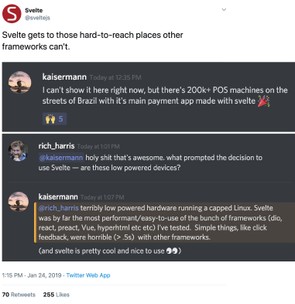 Svelte
@sveltejs
Svelte gets to those hard-to-reach places other
frameworks can't.
kaisermann Today at 12:35 PM
I can't show it here right now, but there's 200k+ POS machines on the
streets of Brazil with it's main payment app made with svelte 🎉
🙌 5
rich_harris Today at 1:01 PM
@kaisermann holy shit that's awesome. what prompted the decision to
use Svelte — are these low powered devices?
kaisermann Today at 1:07 PM
@rich_harris terribly low powered hardware running a capped Linux. Svelte
was by far the most performant/easy-to-use of the bunch of frameworks (dio,
react, preact, Vue, hyperhtml etc etc) I've tested. Simple things, like click
feedback, were horrible (> .5s) with other frameworks.
(and svelte is pretty cool and nice to use 👀)
1:15 PM - Jan 24, 2019 · Twitter Web App
70 Retweets 255 Likes